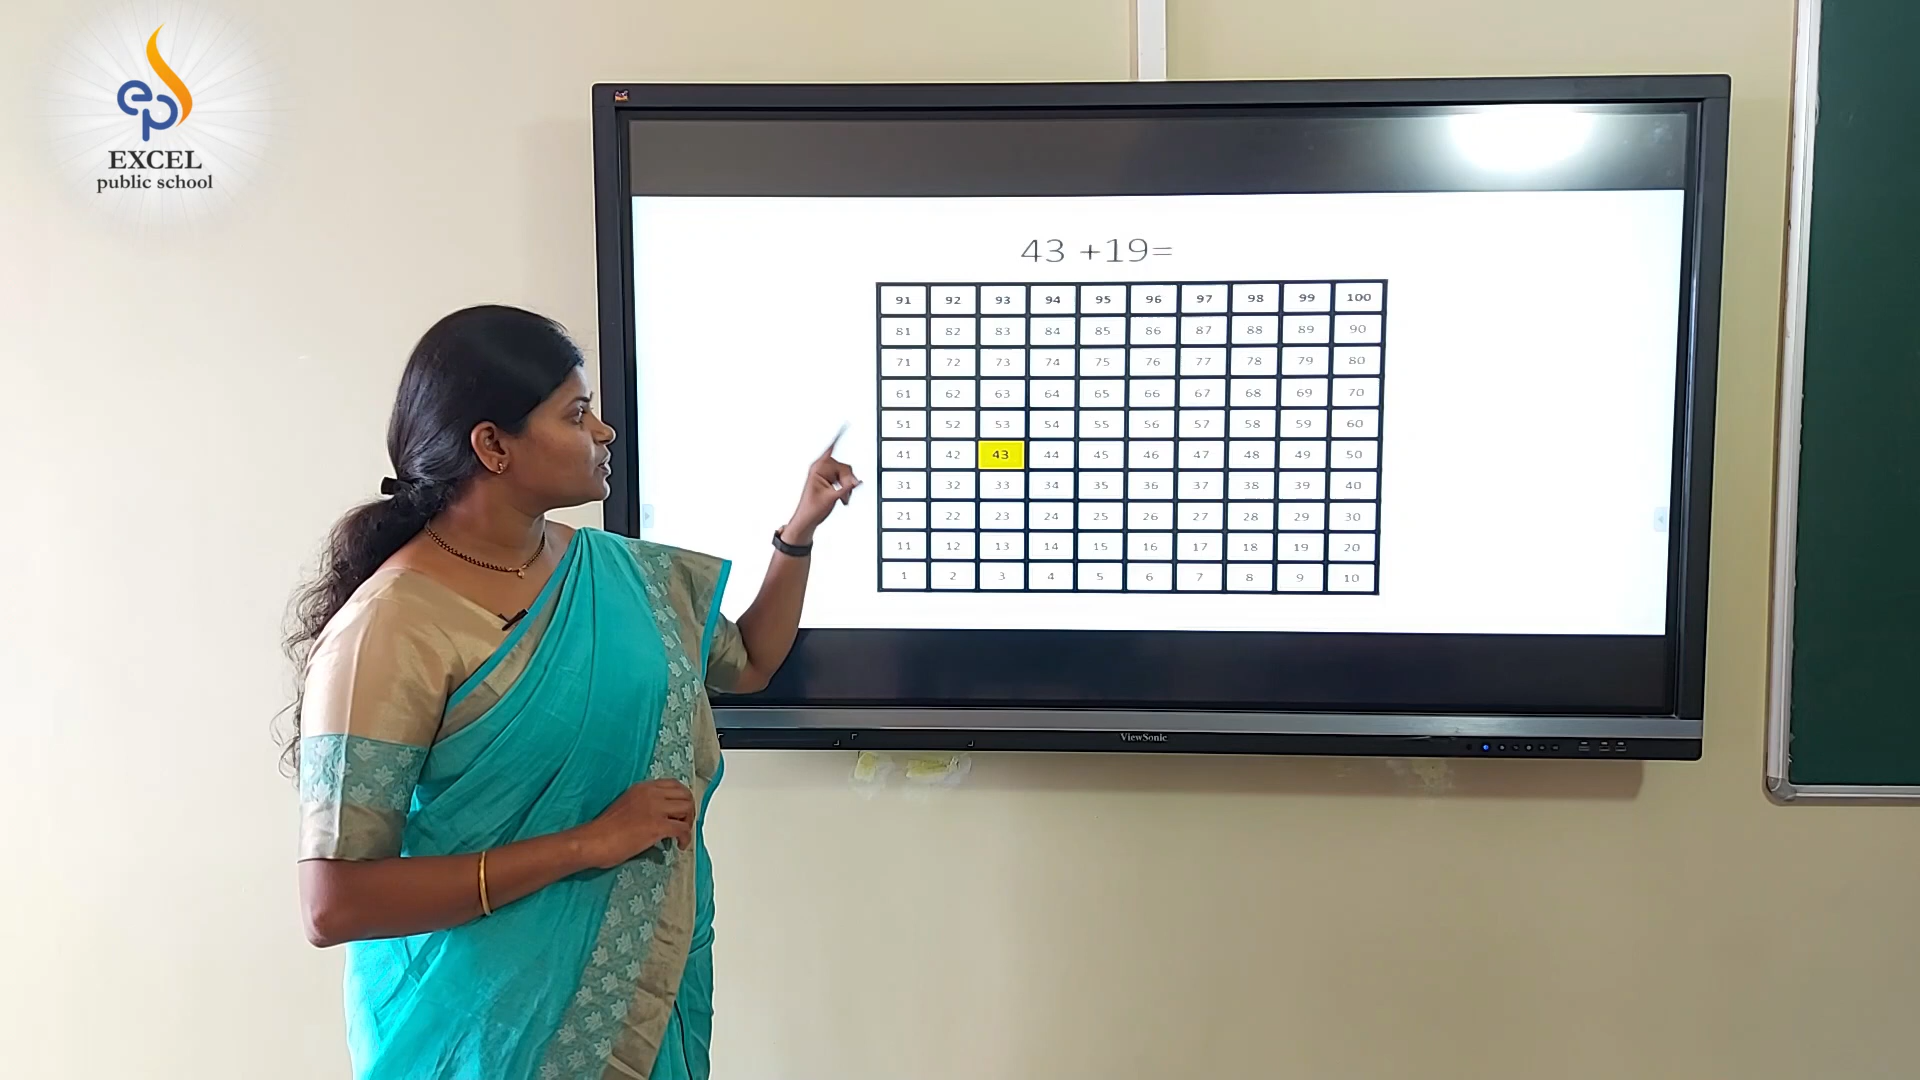 EXCEL
public school
43 +19=
91 92 93 94 95 96 97 98 99 100
81 82 83 84 85 86 87 88 89 90
71 72 73 74 75 76 77 78 79 80
61 62 63 64 65 66 67 68 69 70
51 52 53 54 55 56 57 58 59 60
41 42 43 44 45 46 47 48 49 50
31 32 33 34 35 36 37 38 39 40
21 22 23 24 25 26 27 28 29 30
11 12 13 14 15 16 17 18 19 20
1 2 3 4 5 6 7 8 9 10
ViewSonic